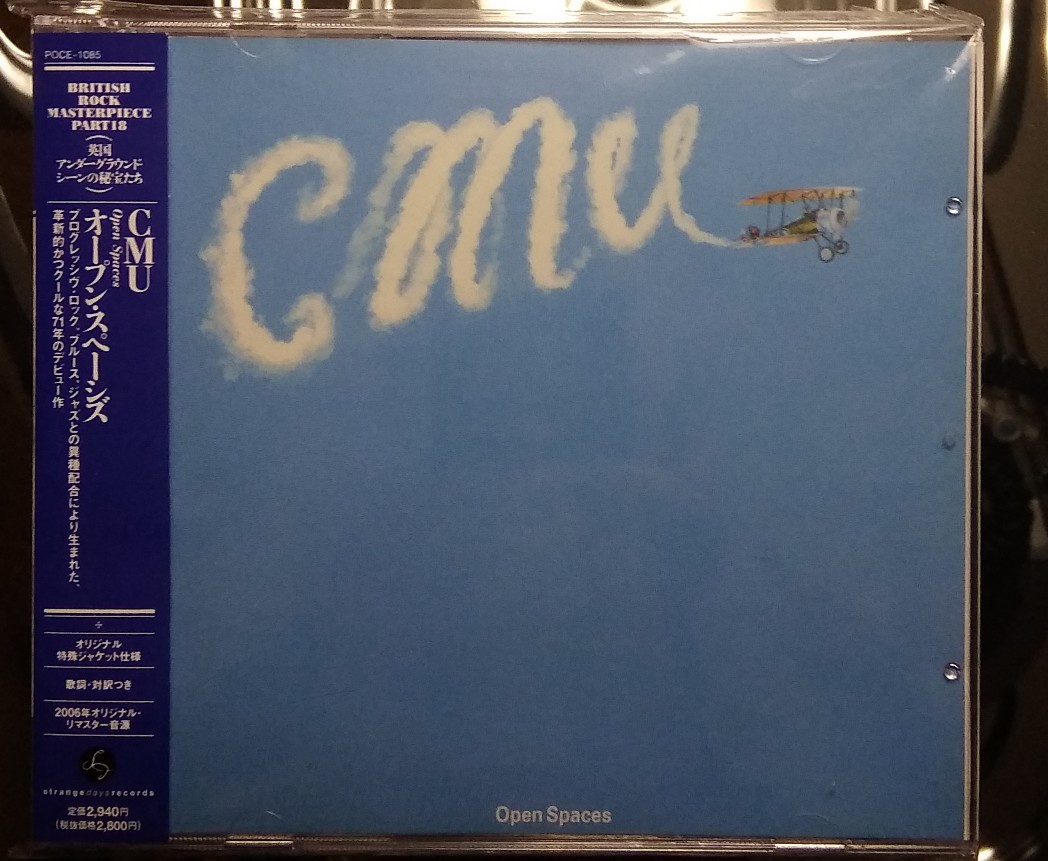 POCE-1085
BRITISH
ROCK
MASTERPIECE
PART18
(英国
アンダーグラウンド
シーンの秘宝たち)
CMU
Open Spaces
オープン・スペーシズ
プログレッシヴ・ロック、ブルース、ジャズとの異種配合により生まれた、
革新的かつクールな71年のデビュー作
オリジナル
特殊ジャケット仕様
歌詞・対訳つき
2006年オリジナル・
リマスター音源
strangedaysrecords
定価2,940円
(税抜価格2,800円)
cmu
Open Spaces